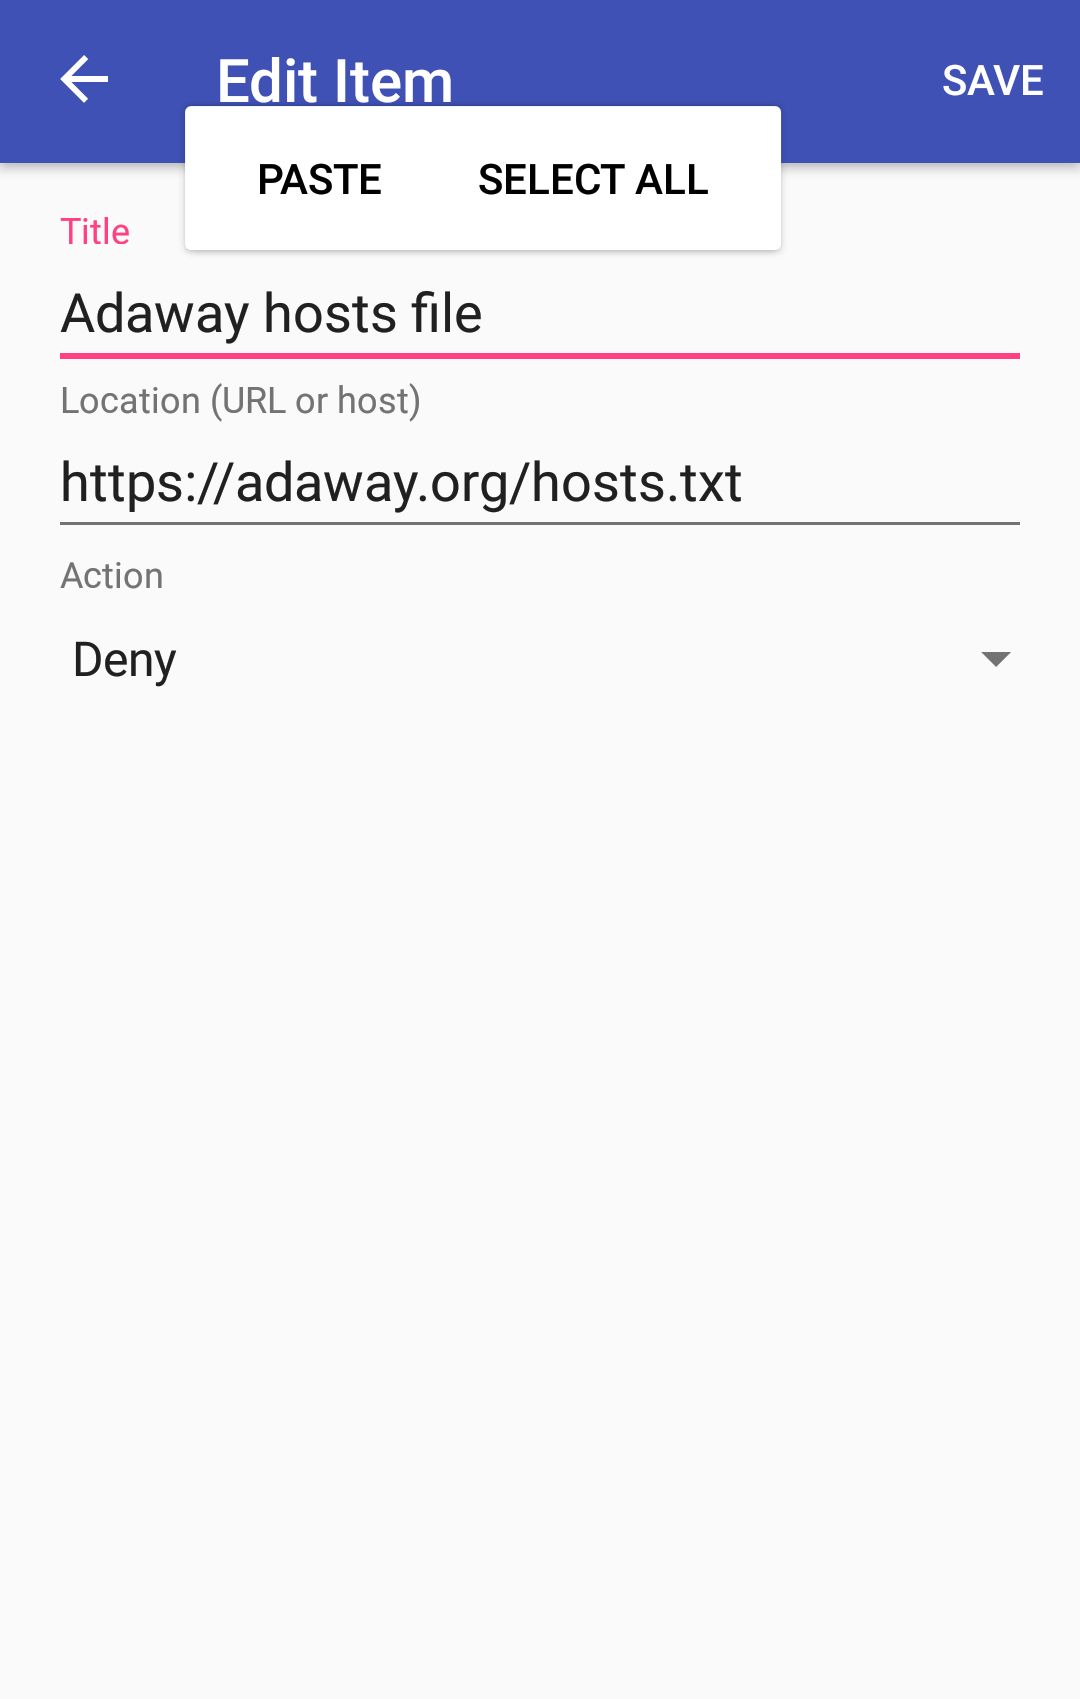 Edit Item
SAVE
PASTE
SELECT ALL
Title
Adaway hosts file
Location (URL or host)
https://adaway.org/hosts.txt
Action
Deny